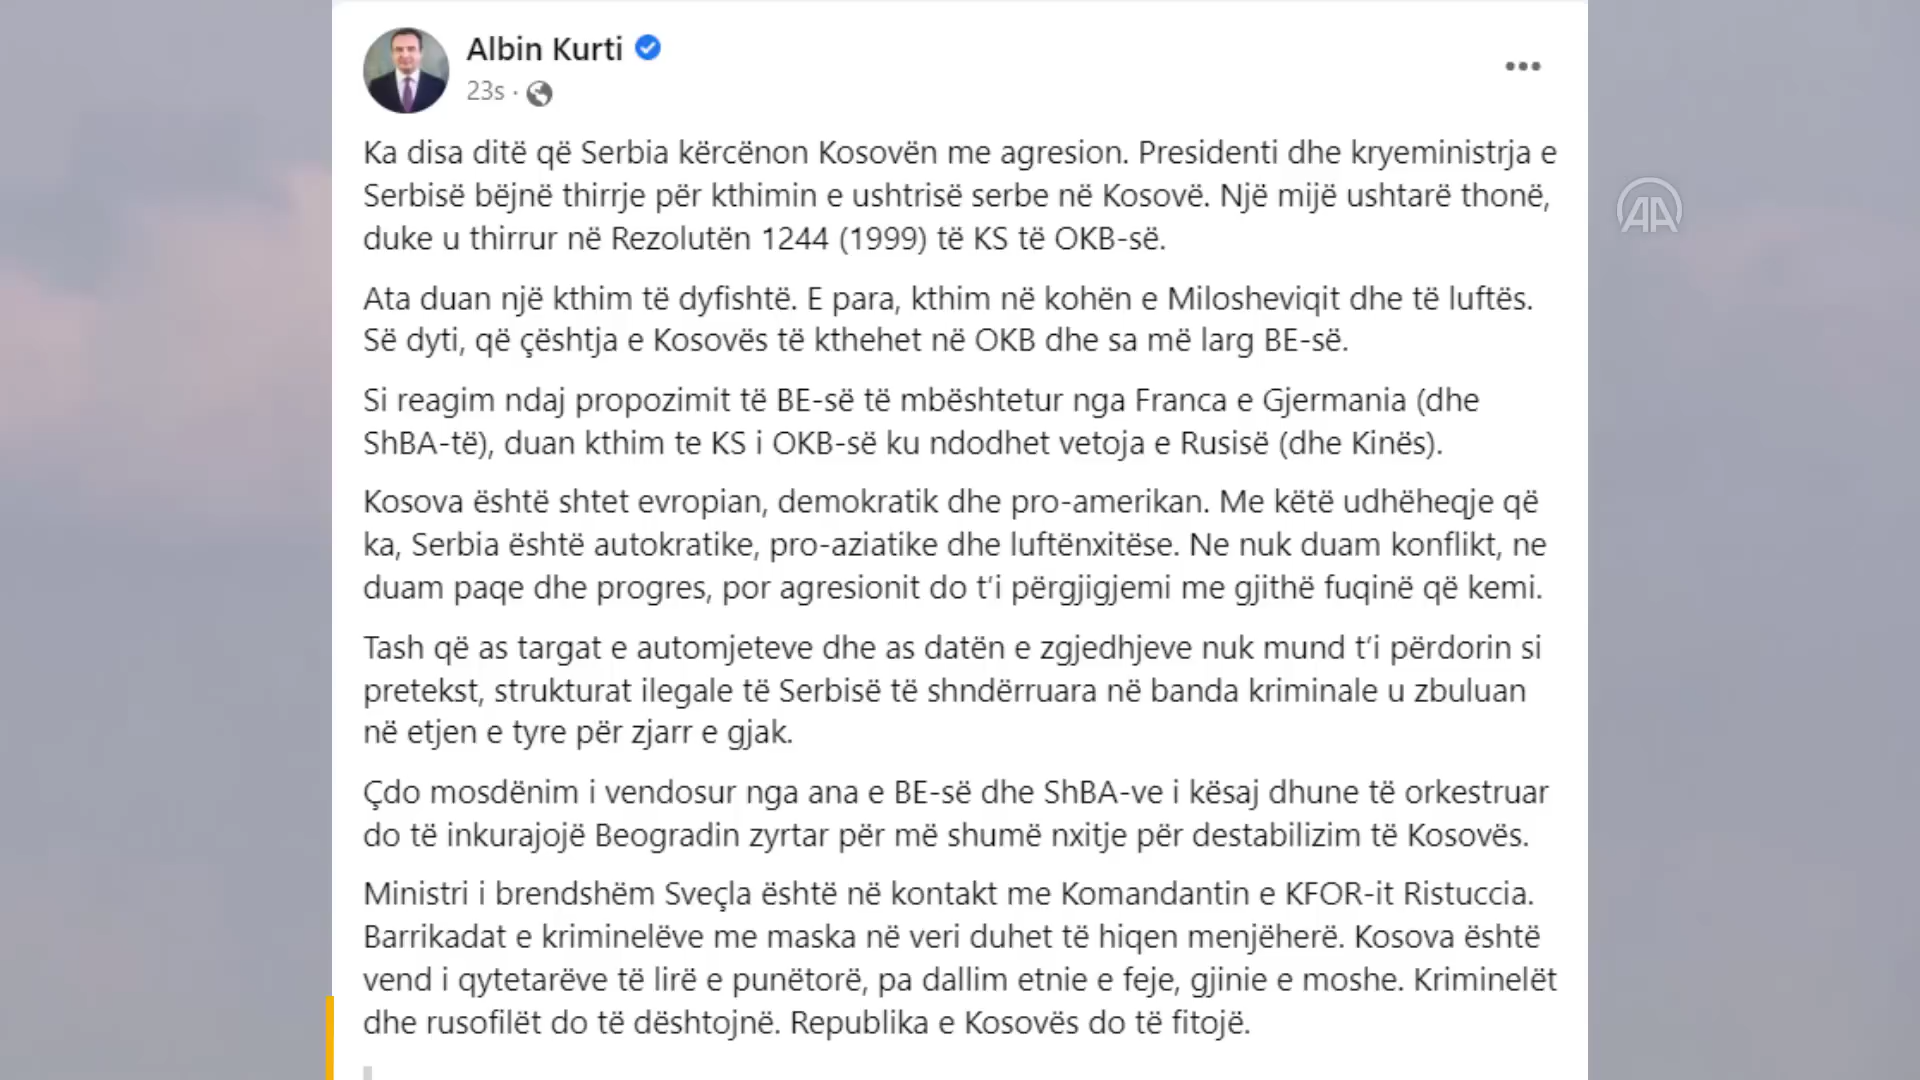 Albin Kurti
23s ·
Ka disa ditë që Serbia kërcënon Kosovën me agresion. Presidenti dhe kryeministrja e
Serbisë bëjnë thirrje për kthimin e ushtrisë serbe në Kosovë. Një mijë ushtarë thonë,
duke u thirrur në Rezolutën 1244 (1999) të KS të OKB-së.
Ata duan një kthim të dyfishtë. E para, kthim në kohën e Milosheviqit dhe të luftës.
Së dyti, që çështja e Kosovës të kthehet në OKB dhe sa më larg BE-së.
Si reagim ndaj propozimit të BE-së të mbështetur nga Franca e Gjermania (dhe
ShBA-të), duan kthim te KS i OKB-së ku ndodhet vetoja e Rusisë (dhe Kinës).
Kosova është shtet evropian, demokratik dhe pro-amerikan. Me këtë udhëheqje që
ka, Serbia është autokratike, pro-aziatike dhe luftënxitëse. Ne nuk duam konflikt, ne
duam paqe dhe progres, por agresionit do t’i përgjigjemi me gjithë fuqinë që kemi.
Tash që as targat e automjeteve dhe as datën e zgjedhjeve nuk mund t’i përdorin si
pretekst, strukturat ilegale të Serbisë të shndërruara në banda kriminale u zbuluan
në etjen e tyre për zjarr e gjak.
Çdo mosdënim i vendosur nga ana e BE-së dhe ShBA-ve i kësaj dhune të orkestruar
do të inkurajojë Beogradin zyrtar për më shumë nxitje për destabilizim të Kosovës.
Ministri i brendshëm Sveçla është në kontakt me Komandantin e KFOR-it Ristuccia.
Barrikadat e kriminelëve me maska në veri duhet të hiqen menjëherë. Kosova është
vend i qytetarëve të lirë e punëtorë, pa dallim etnie e feje, gjinie e moshe. Kriminelët
dhe rusofilët do të dështojnë. Republika e Kosovës do të fitojë.
AA